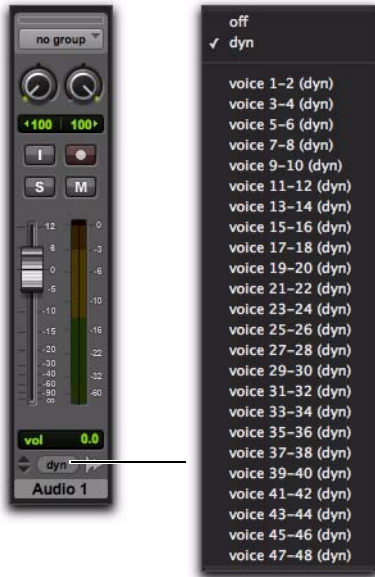 no group
◂100 100▸
I
S M
12 0
6 -3
0 -6
-5
-10 -10
-15 -16
-20 -22
-30
-40 -32
-60
-90 -60
∞
vol 0.0
dyn
Audio 1
off
✓ dyn
voice 1–2 (dyn)
voice 3–4 (dyn)
voice 5–6 (dyn)
voice 7–8 (dyn)
voice 9–10 (dyn)
voice 11–12 (dyn)
voice 13–14 (dyn)
voice 15–16 (dyn)
voice 17–18 (dyn)
voice 19–20 (dyn)
voice 21–22 (dyn)
voice 23–24 (dyn)
voice 25–26 (dyn)
voice 27–28 (dyn)
voice 29–30 (dyn)
voice 31–32 (dyn)
voice 33–34 (dyn)
voice 35–36 (dyn)
voice 37–38 (dyn)
voice 39–40 (dyn)
voice 41–42 (dyn)
voice 43–44 (dyn)
voice 45–46 (dyn)
voice 47–48 (dyn)